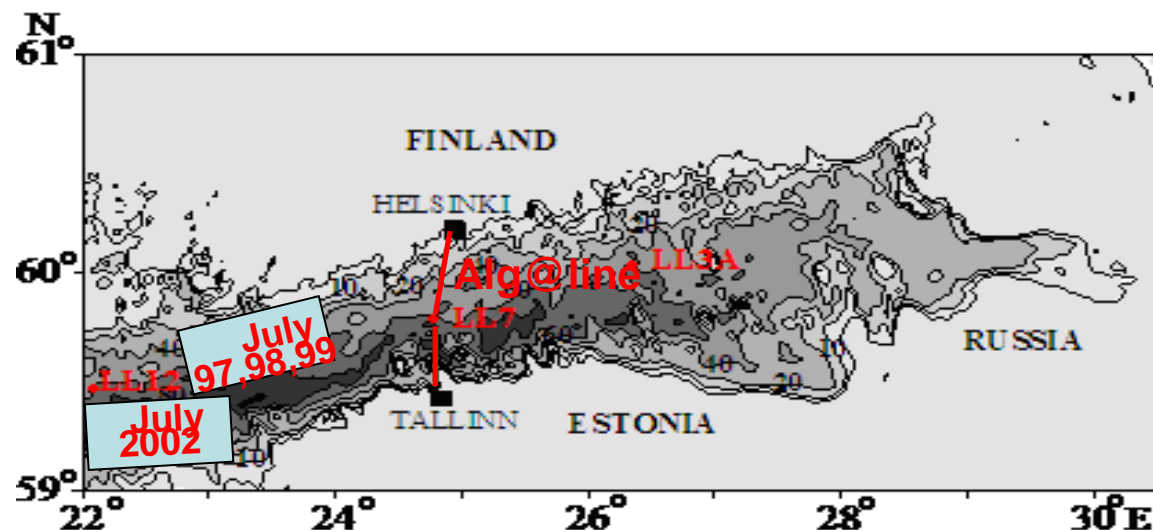 N
61°
FINLAND
HELSINKI
20
60°
Alg@line
LL3A
10
20
LL7
July
97,98,99
40
60
10
RUSSIA
LL12
40
20
July
2002
TALLINN
ESTONIA
10
59°
22°
24°
26°
28°
30°E